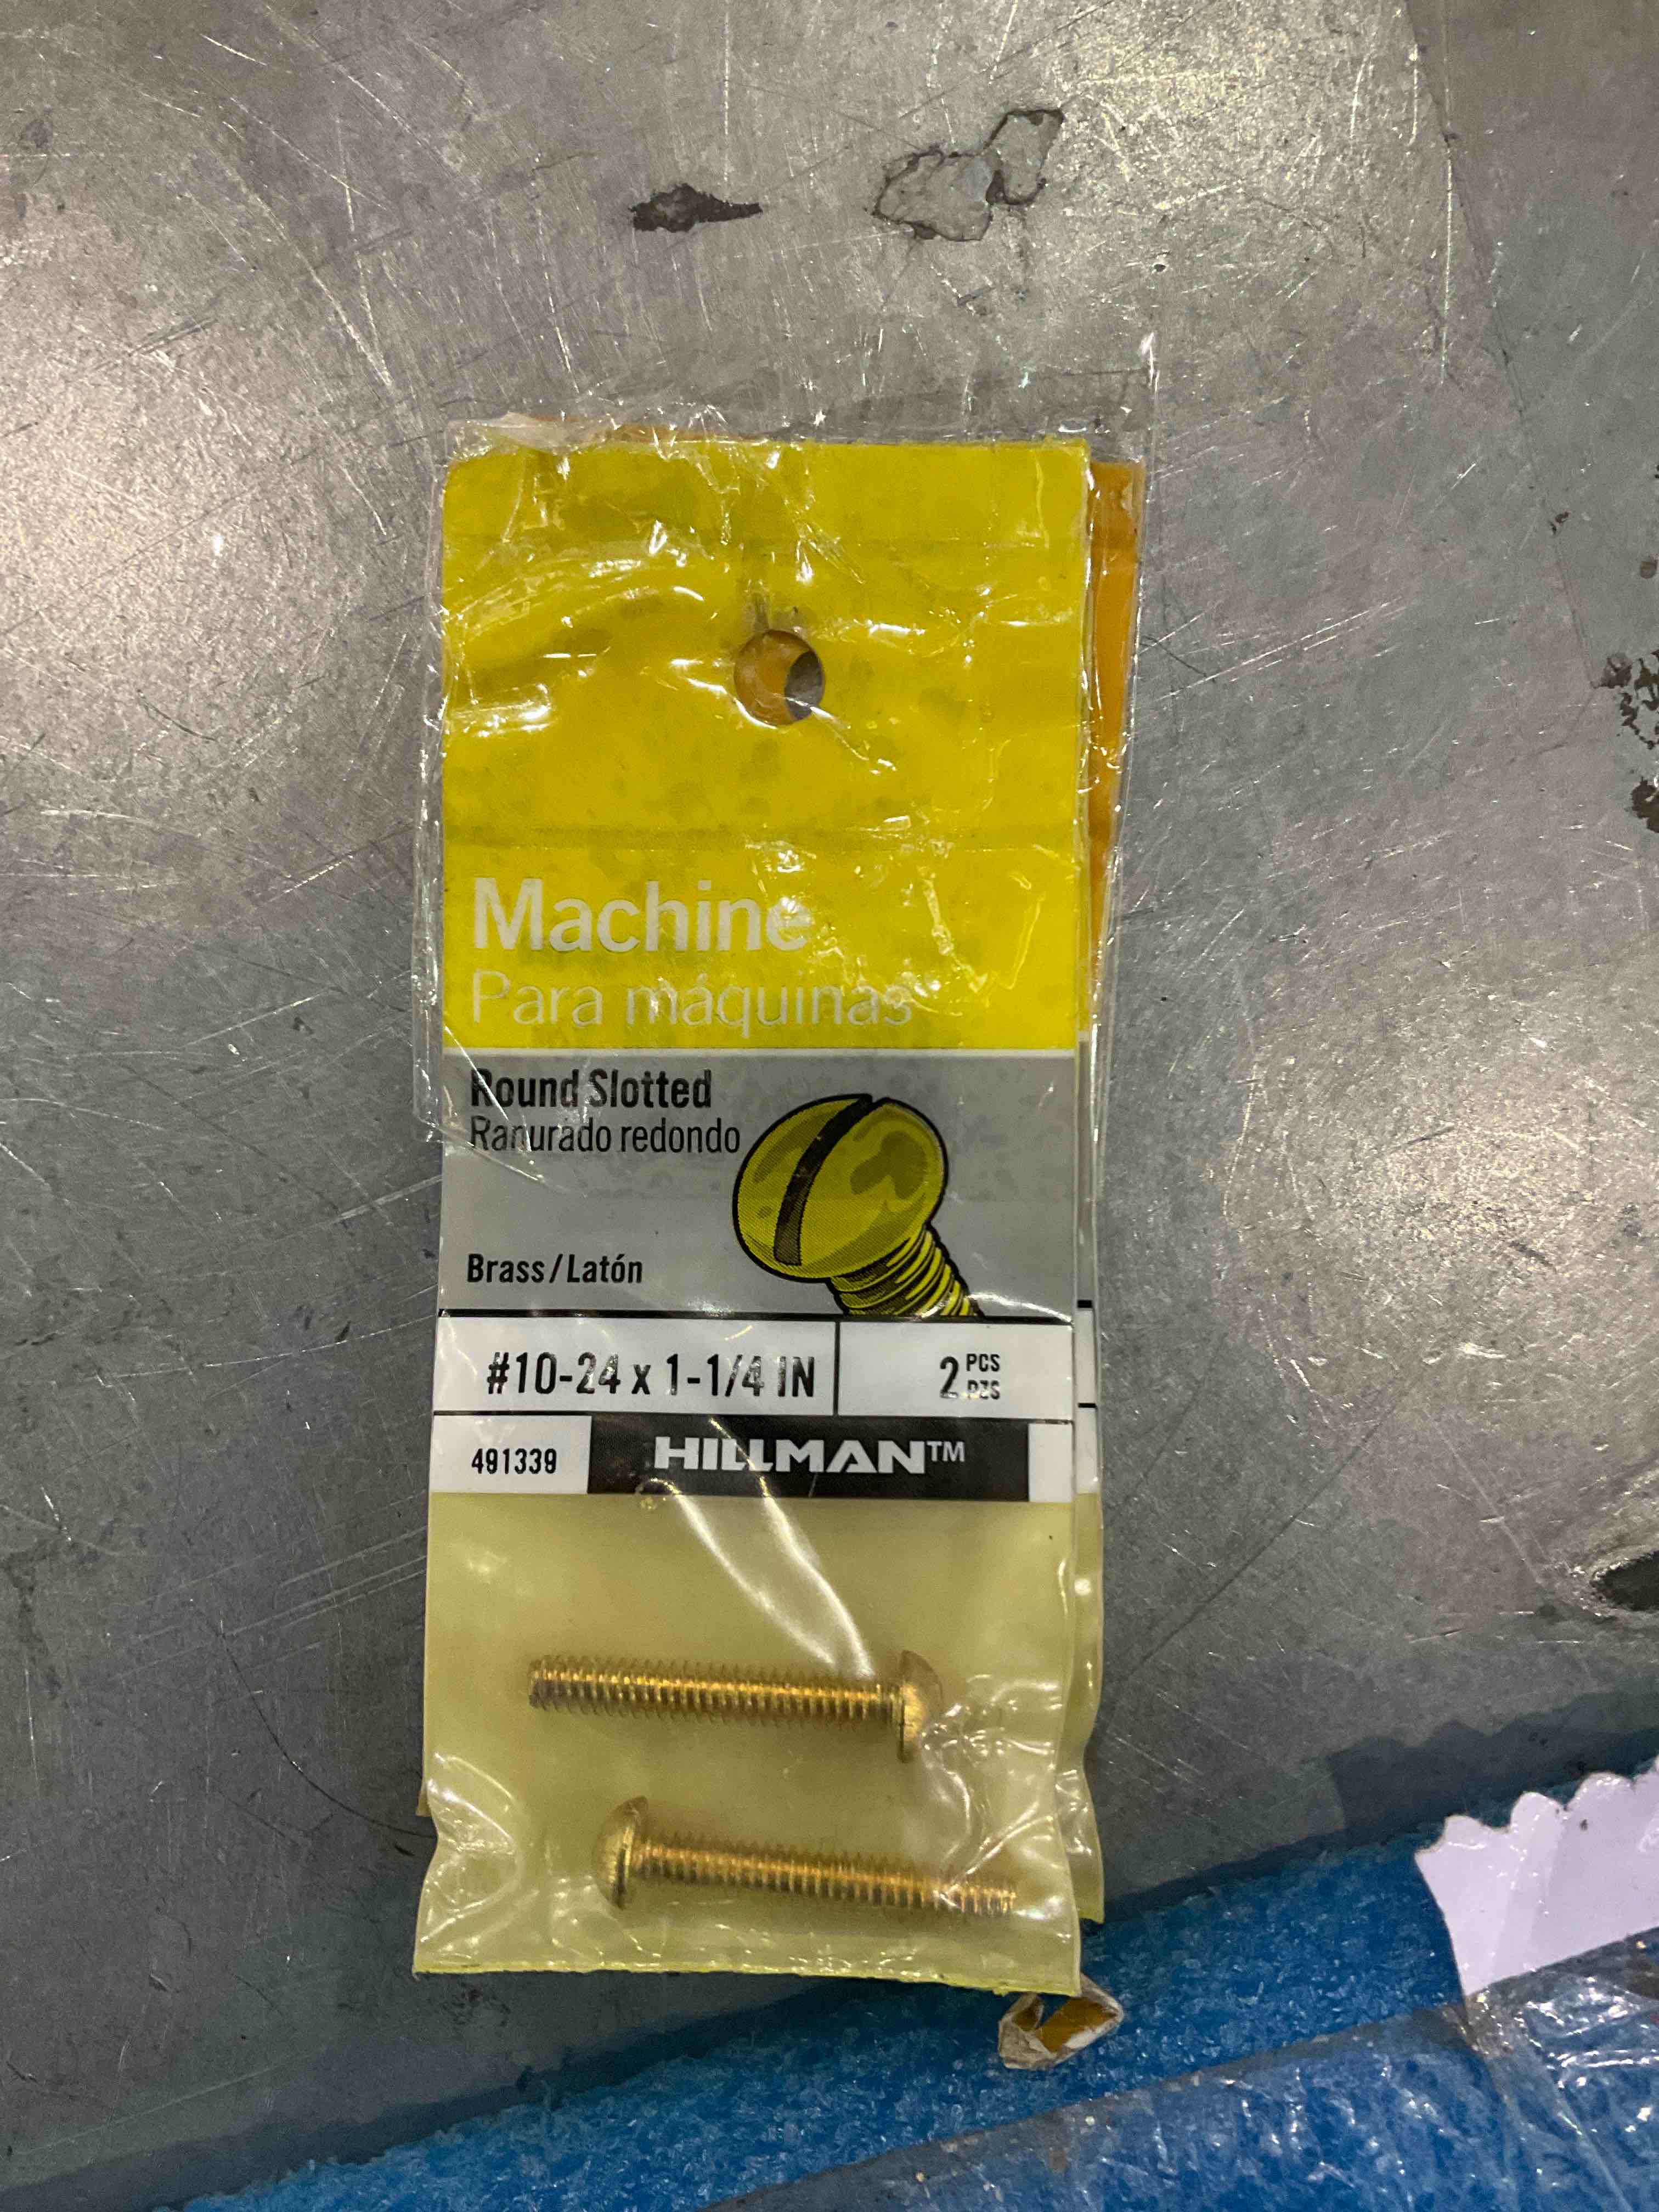 Machine
Para máquinas
Round Slotted
Ranurado redondo
Brass/Latón
#10-24 x 1-1/4 IN
2 PCS
PZS
491339
HILLMAN™